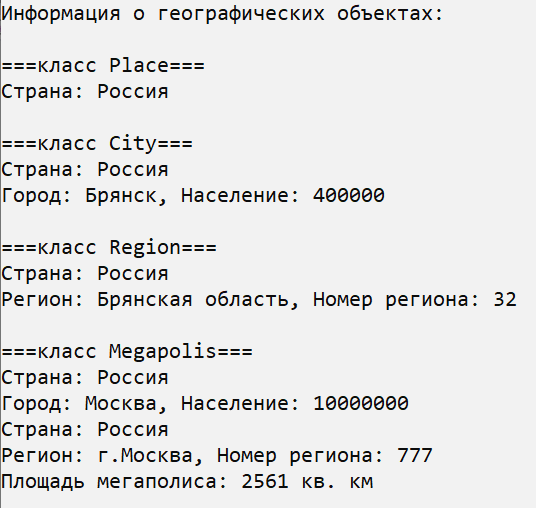 Информация о географических объектах:
===класс Place===
Страна: Россия
===класс City===
Страна: Россия
Город: Брянск, Население: 400000
===класс Region===
Страна: Россия
Регион: Брянская область, Номер региона: 32
===класс Megapolis===
Страна: Россия
Город: Москва, Население: 10000000
Страна: Россия
Регион: г.Москва, Номер региона: 777
Площадь мегаполиса: 2561 кв. км